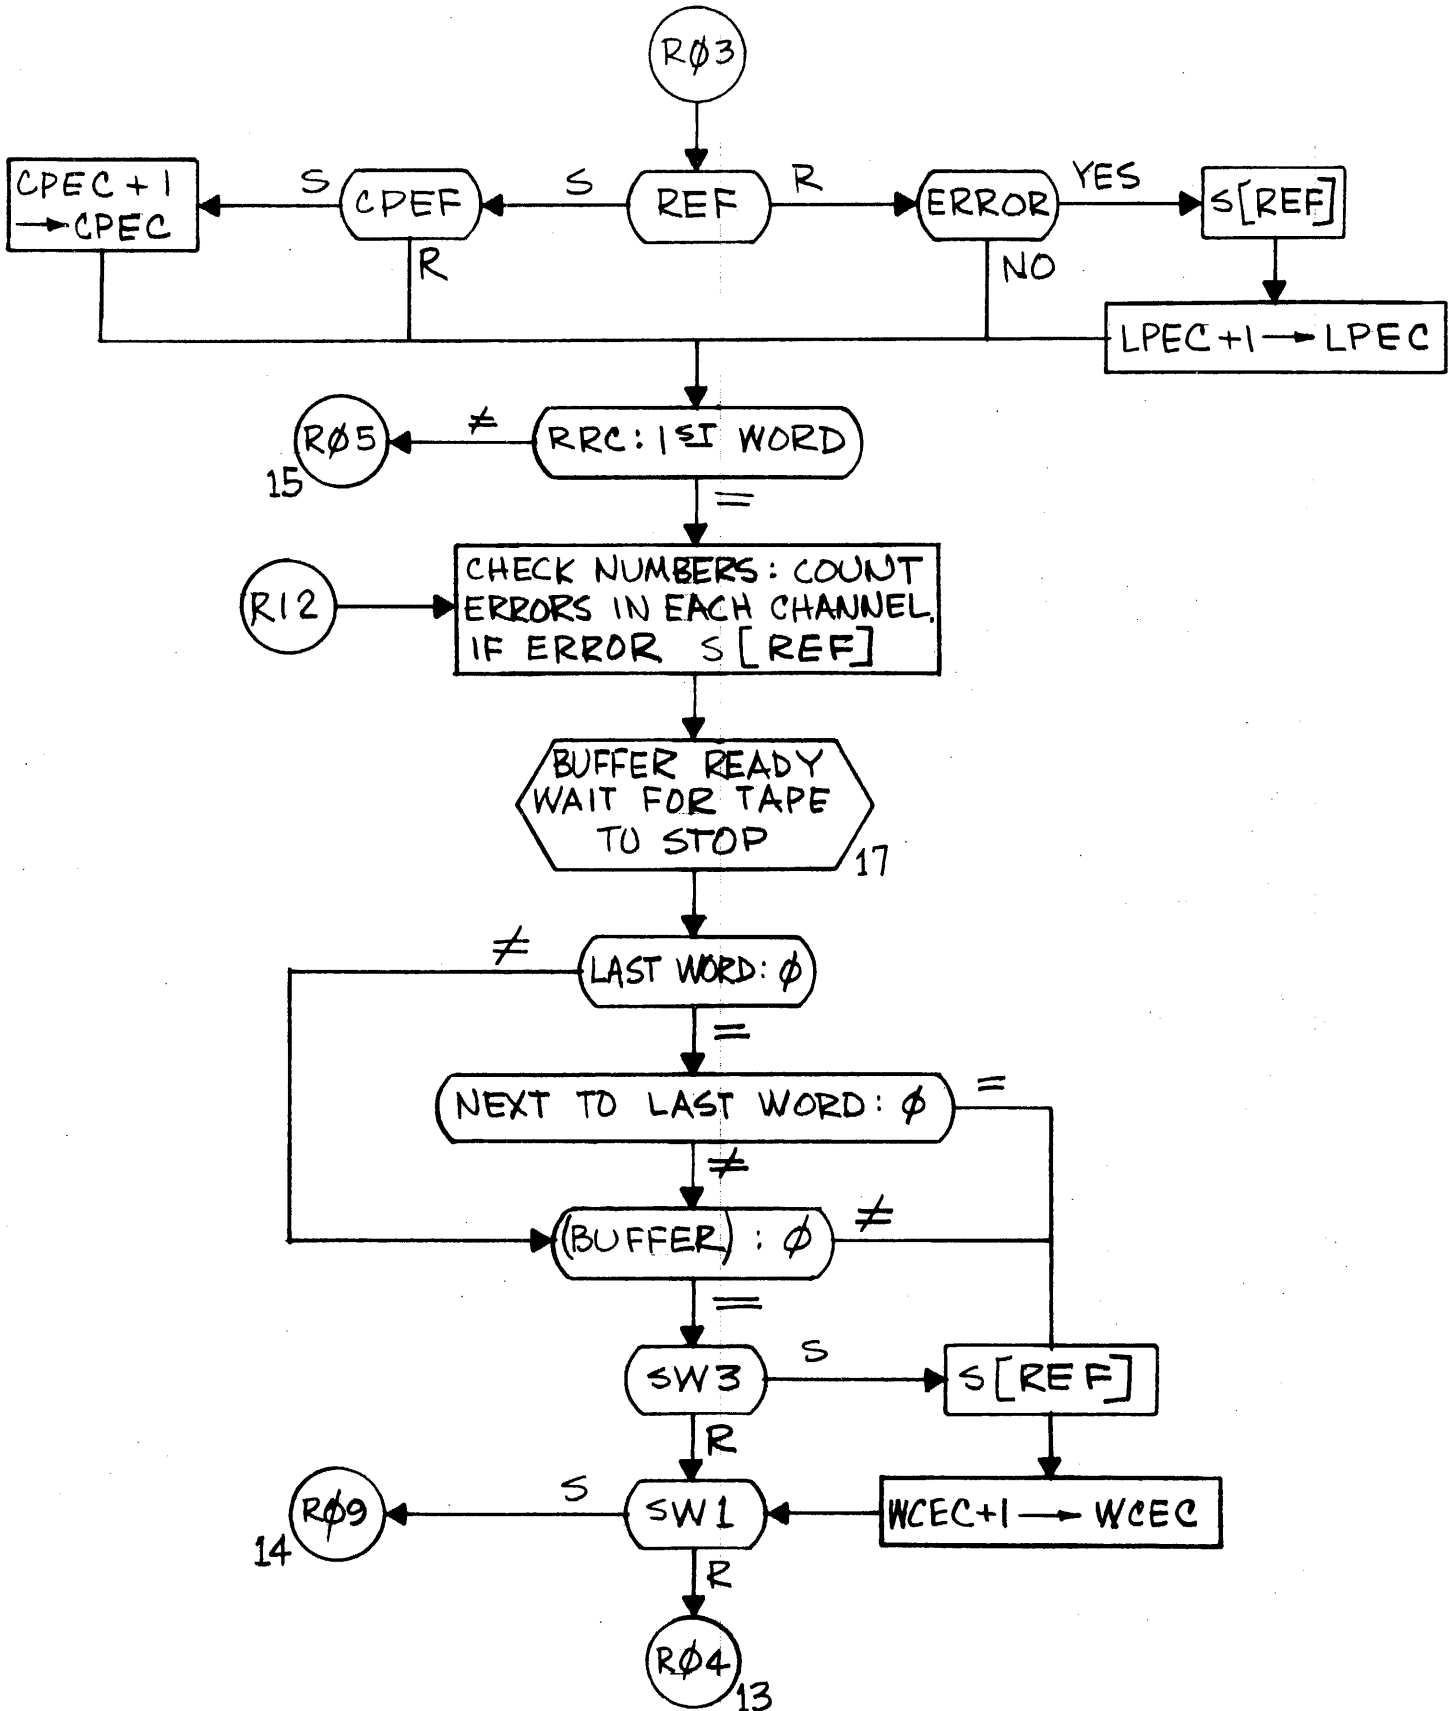 RØ3
CPEC + 1
→ CPEC
S
CPEF
S
REF
R
ERROR
YES
S[REF]
R
NO
LPEC +1 → LPEC
RØ5
15
≠
RRC: 1ST WORD
=
R12
CHECK NUMBERS: COUNT
ERRORS IN EACH CHANNEL.
IF ERROR S [REF]
BUFFER READY
WAIT FOR TAPE
TO STOP
17
≠
LAST WORD: Ø
=
NEXT TO LAST WORD: Ø
=
≠
(BUFFER) : Ø
≠
=
SW3
S
S[REF]
R
RØ9
14
S
SW1
WCEC+1 → WCEC
R
RØ4
13